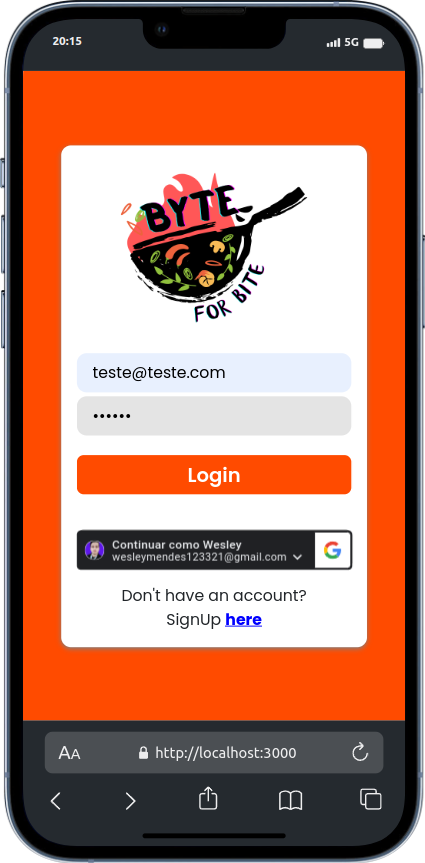 20:15
5G
BYTE
FOR BITE
teste@teste.com
••••••
Login
Continuar como Wesley
wesleymendes123321@gmail.com
G
Don't have an account?
SignUp here
AA
http://localhost:3000